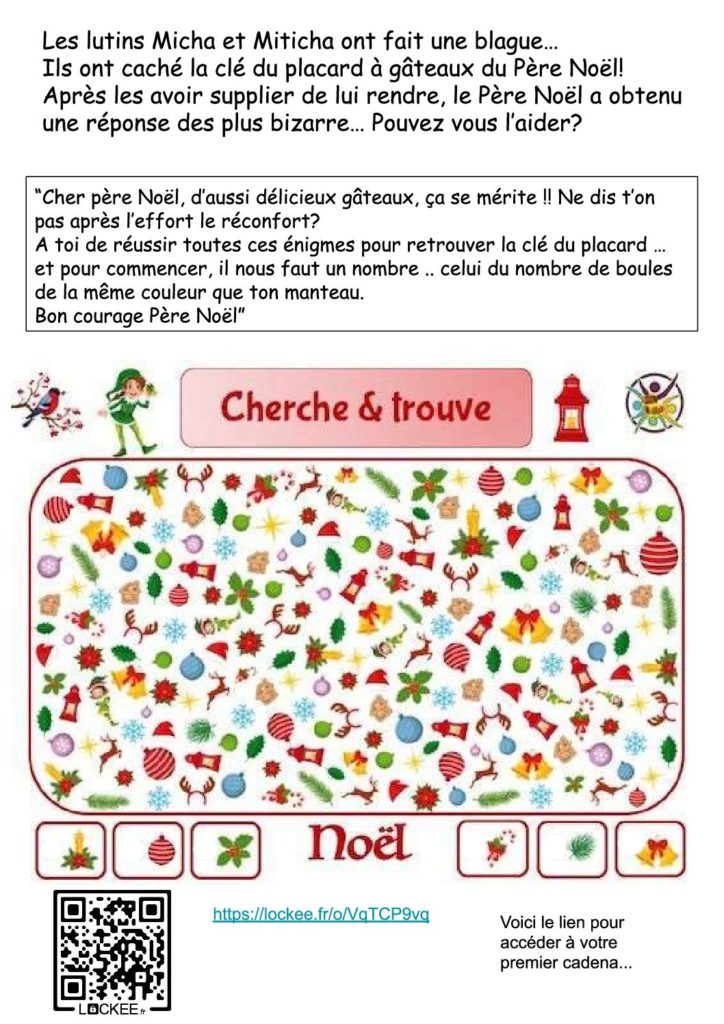 Les lutins Micha et Miticha ont fait une blague…
Ils ont caché la clé du placard à gâteaux du Père Noël!
Après les avoir supplier de lui rendre, le Père Noël a obtenu
une réponse des plus bizarre… Pouvez vous l’aider?
“Cher père Noël, d’aussi délicieux gâteaux, ça se mérite !! Ne dis t’on
pas après l’effort le réconfort?
A toi de réussir toutes ces énigmes pour retrouver la clé du placard …
et pour commencer, il nous faut un nombre .. celui du nombre de boules
de la même couleur que ton manteau.
Bon courage Père Noël”
Cherche & trouve
Noël
https://lockee.fr/o/VqTCP9vq
Voici le lien pour
accéder à votre
premier cadena...
LOCKEE.fr